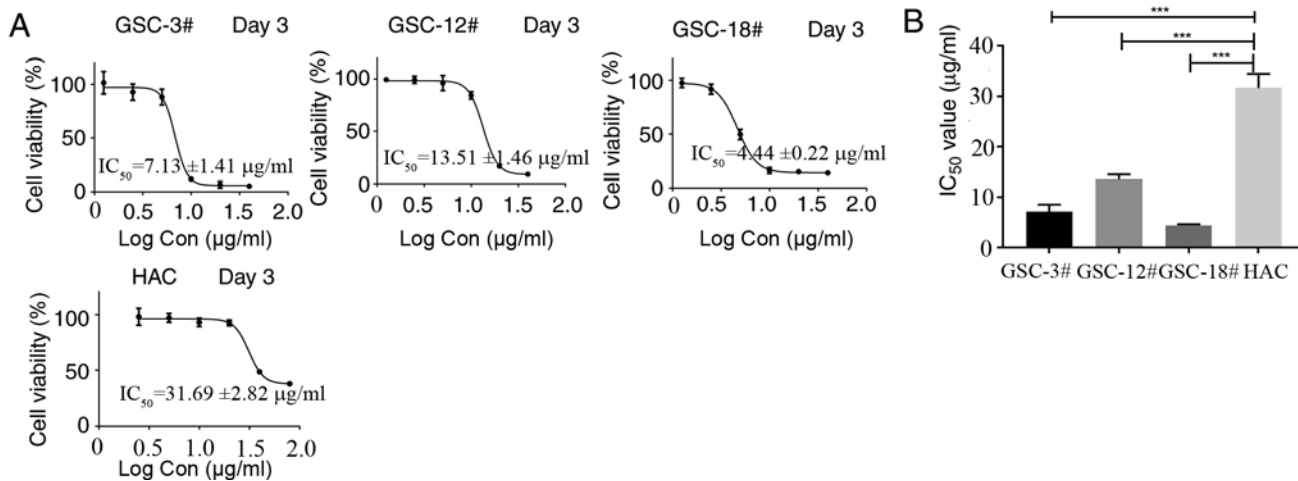 A
GSC-3# Day 3
Cell viability (%)
100
50
0
IC50=7.13 ±1.41 μg/ml
0 0.5 1.0 1.5 2.0
Log Con (μg/ml)
GSC-12# Day 3
Cell viability (%)
100
50
0
IC50=13.51 ±1.46 μg/ml
0 0.5 1.0 1.5 2.0
Log Con (μg/ml)
GSC-18# Day 3
Cell viability (%)
100
50
0
IC50=4.44 ±0.22 μg/ml
0 0.5 1.0 1.5 2.0
Log Con (μg/ml)
HAC Day 3
Cell viability (%)
100
50
0
IC50=31.69 ±2.82 μg/ml
0 0.5 1.0 1.5 2.0
Log Con (μg/ml)
B
***
***
***
IC50 value (μg/ml)
40
30
20
10
0
GSC-3# GSC-12# GSC-18# HAC